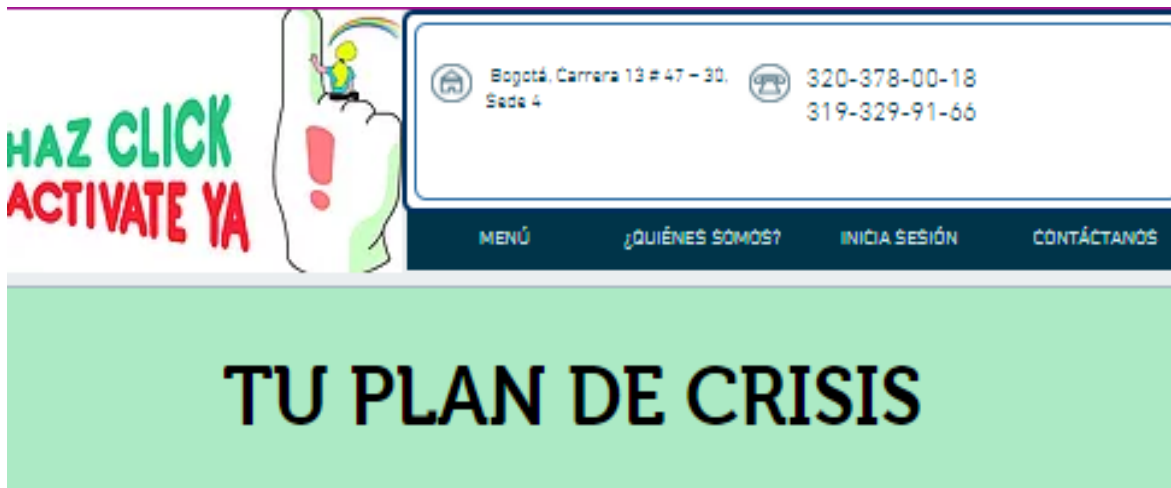 HAZ CLICK
ACTIVATE YA
Bogotá, Carrera 13 # 47 – 30,
Sede 4
320-378-00-18
319-329-91-66
MENÚ ¿QUIÉNES SOMOS? INICIA SESIÓN CONTÁCTANOS
TU PLAN DE CRISIS